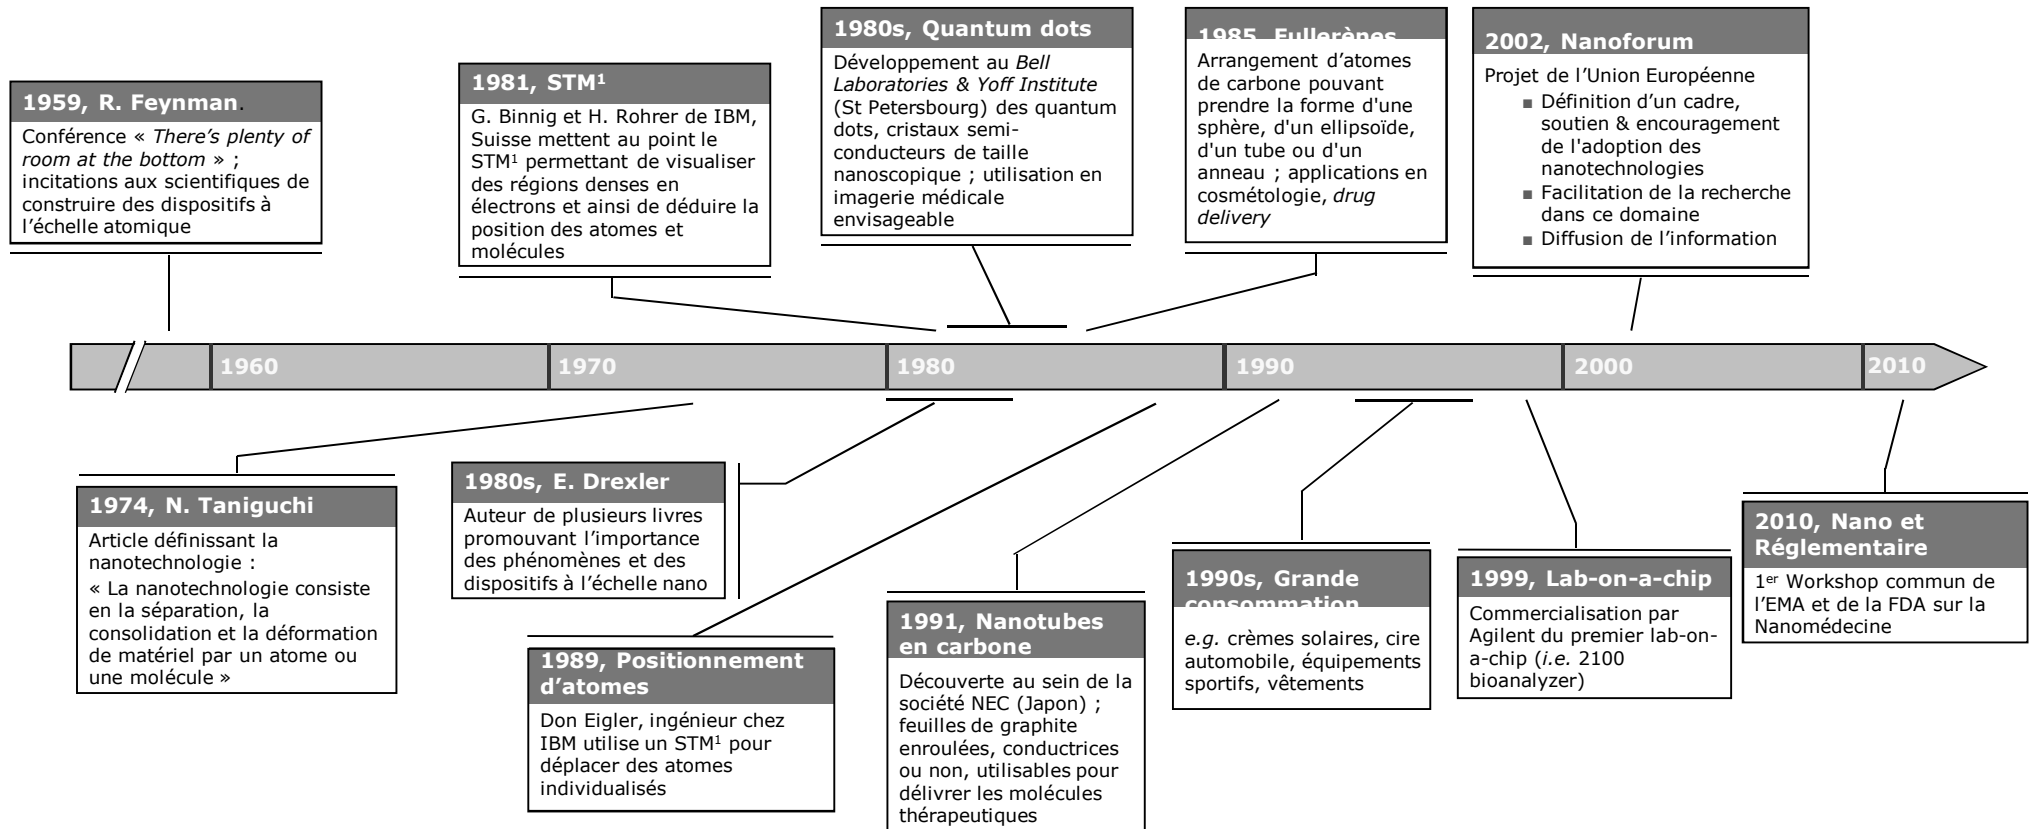 1959, R. Feynman.
Conférence « There's plenty of
room at the bottom » ;
incitations aux scientifiques de
construire des dispositifs à
l’échelle atomique
1981, STM¹
G. Binnig et H. Rohrer de IBM,
Suisse mettent au point le
STM¹ permettant de visualiser
des régions denses en
électrons et ainsi de déduire la
position des atomes et
molécules
1980s, Quantum dots
Développement au Bell
Laboratories & Yoff Institute
(St Petersbourg) des quantum
dots, cristaux semi-
conducteurs de taille
nanoscopique ; utilisation en
imagerie médicale
envisageable
1985, Fullerènes
Arrangement d’atomes
de carbone pouvant
prendre la forme d'une
sphère, d'un ellipsoïde,
d'un tube ou d'un
anneau ; applications en
cosmétologie, drug
delivery
2002, Nanoforum
Projet de l’Union Européenne
■ Définition d’un cadre,
soutien & encouragement
de l'adoption des
nanotechnologies
■ Facilitation de la recherche
dans ce domaine
■ Diffusion de l’information
1960
1970
1980
1990
2000
2010
1974, N. Taniguchi
Article définissant la
nanotechnologie :
« La nanotechnologie consiste
en la séparation, la
consolidation et la déformation
de matériel par un atome ou
une molécule »
1980s, E. Drexler
Auteur de plusieurs livres
promouvant l’importance
des phénomènes et des
dispositifs à l’échelle nano
1989, Positionnement
d’atomes
Don Eigler, ingénieur chez
IBM utilise un STM¹ pour
déplacer des atomes
individualisés
1991, Nanotubes
en carbone
Découverte au sein de la
société NEC (Japon) ;
feuilles de graphite
enroulées, conductrices
ou non, utilisables pour
délivrer les molécules
thérapeutiques
1990s, Grande
consommation
e.g. crèmes solaires, cire
automobile, équipements
sportifs, vêtements
1999, Lab-on-a-chip
Commercialisation par
Agilent du premier lab-on-
a-chip (i.e. 2100
bioanalyzer)
2010, Nano et
Réglementaire
1er Workshop commun de
l’EMA et de la FDA sur la
Nanomédecine